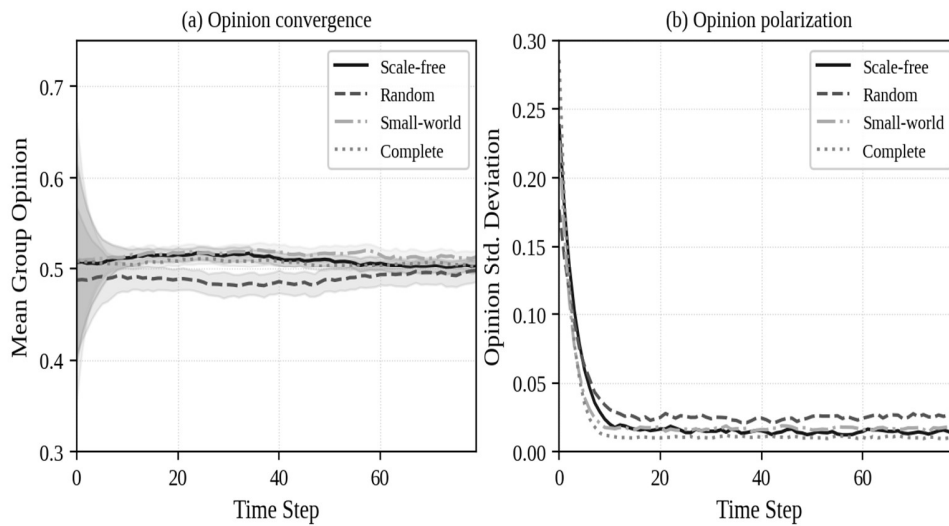 (a) Opinion convergence
Mean Group Opinion
0.7
0.6
0.5
0.4
0.3
0
20
40
60
Time Step
Scale-free
Random
Small-world
Complete
(b) Opinion polarization
Opinion Std. Deviation
0.30
0.25
0.20
0.15
0.10
0.05
0.00
0
20
40
60
Time Step
Scale-free
Random
Small-world
Complete